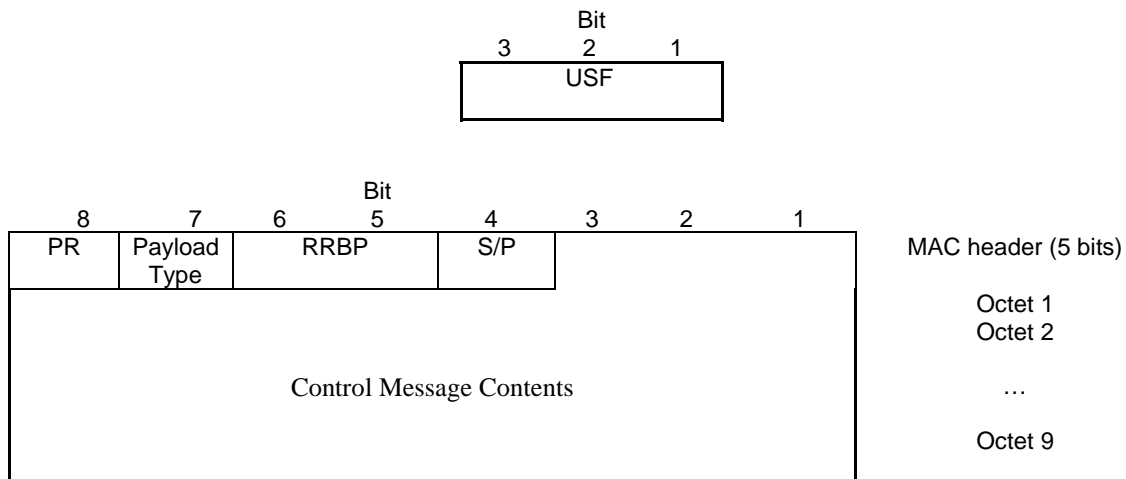 Bit
3 2 1
USF
Bit
8 7 6 5 4 3 2 1
PR Payload Type RRBP S/P MAC header (5 bits)
Octet 1
Octet 2
Control Message Contents …
Octet 9